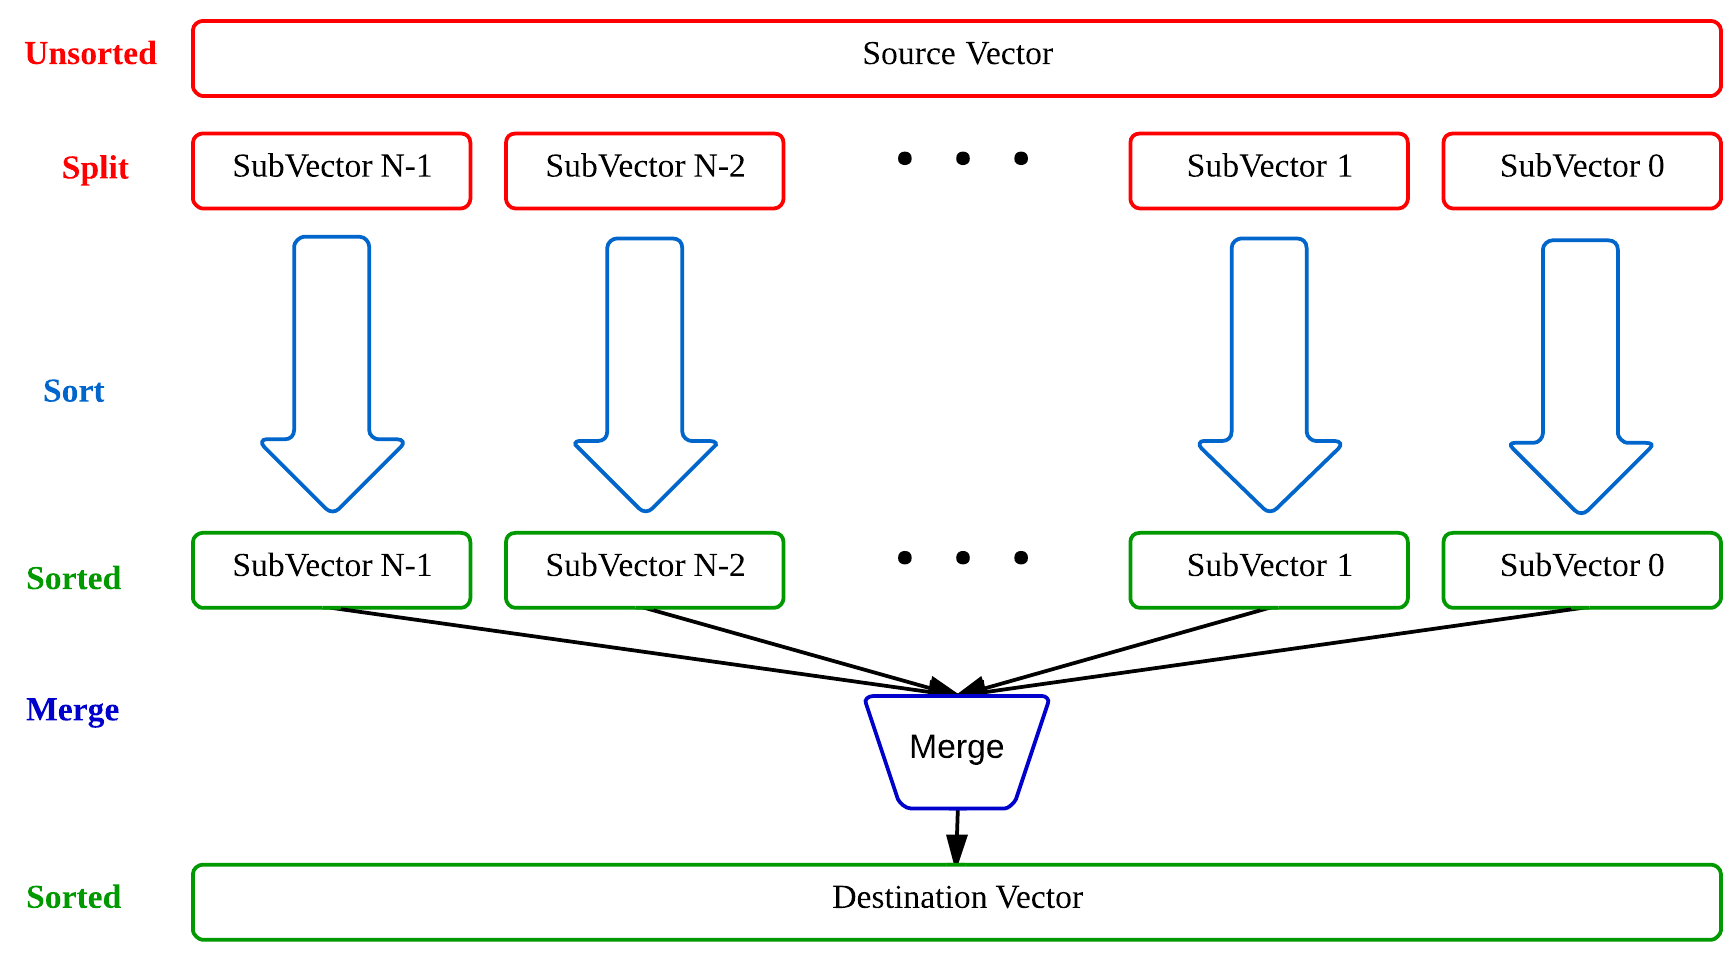 Unsorted
Source Vector
Split
SubVector N-1
SubVector N-2
SubVector 1
SubVector 0
Sort
Sorted
SubVector N-1
SubVector N-2
SubVector 1
SubVector 0
Merge
Merge
Sorted
Destination Vector